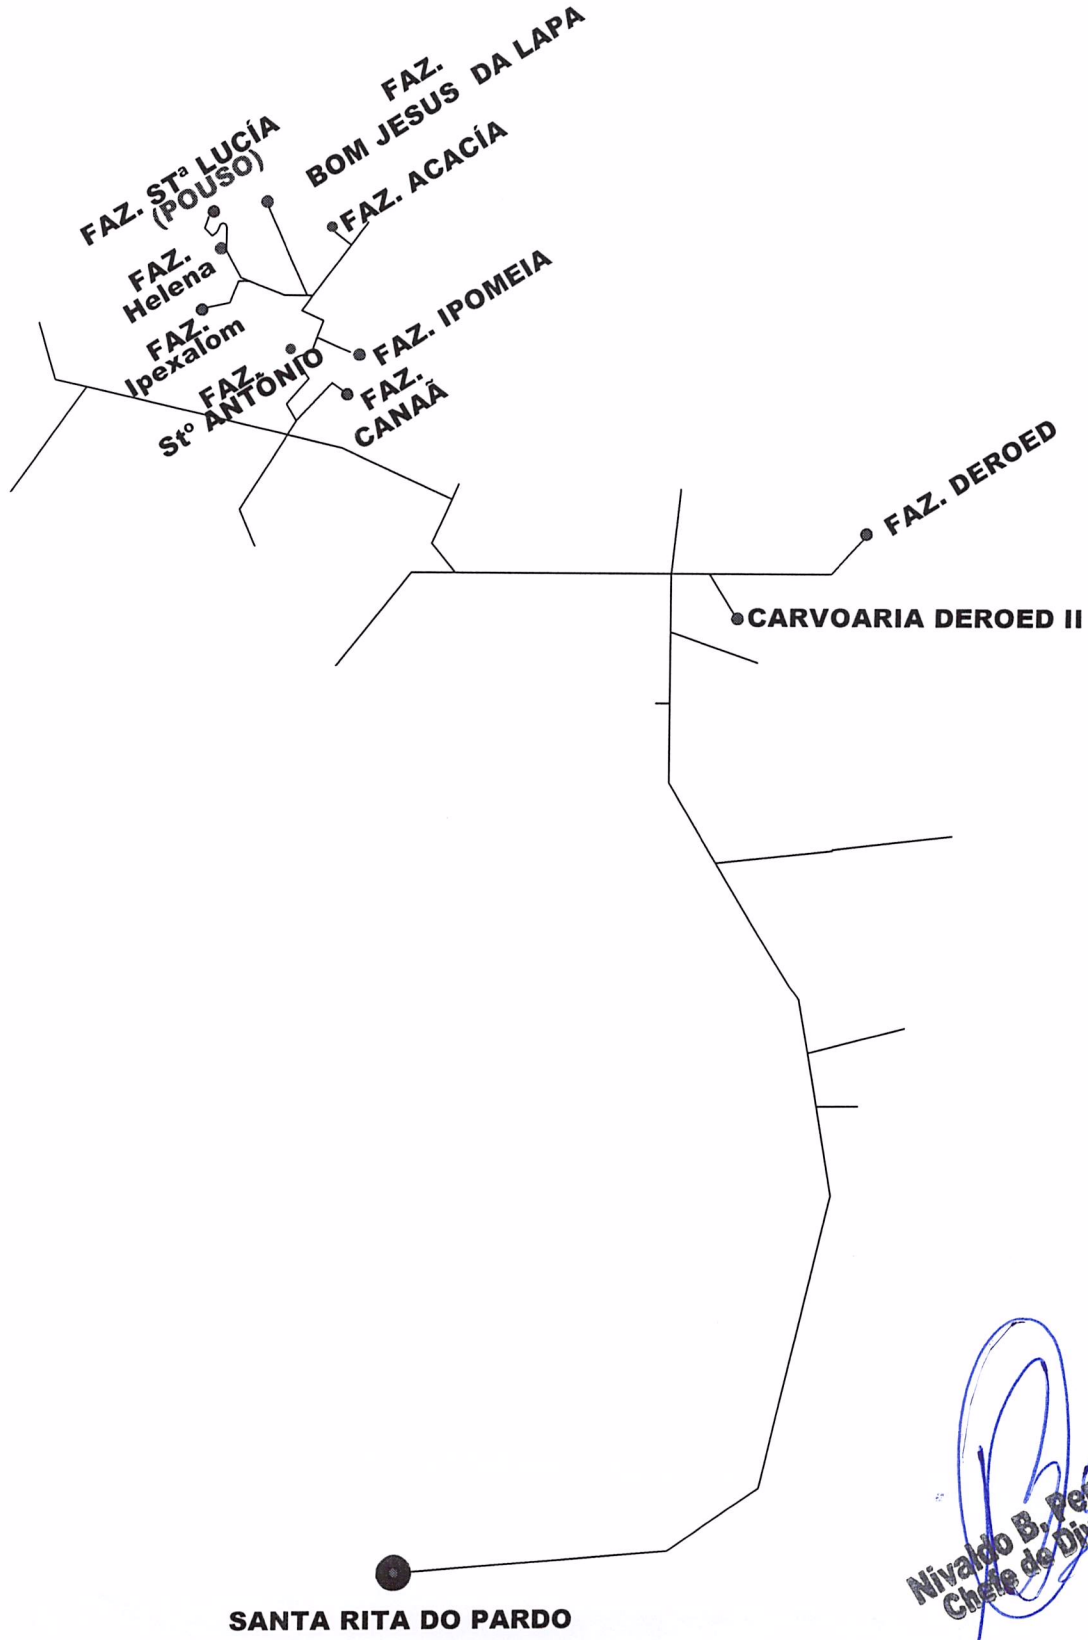 FAZ.
BOM JESUS DA LAPA
FAZ. STª LUCÍA
(POUSO)
FAZ. ACACÍA
FAZ.
Helena
FAZ. IPOMEIA
FAZ.
Ipexalom
FAZ.
Stº ANTÔNIO
FAZ.
CANAÃ
FAZ. DEROED
CARVOARIA DEROED II
SANTA RITA DO PARDO
Nivaldo B.
Chefe de